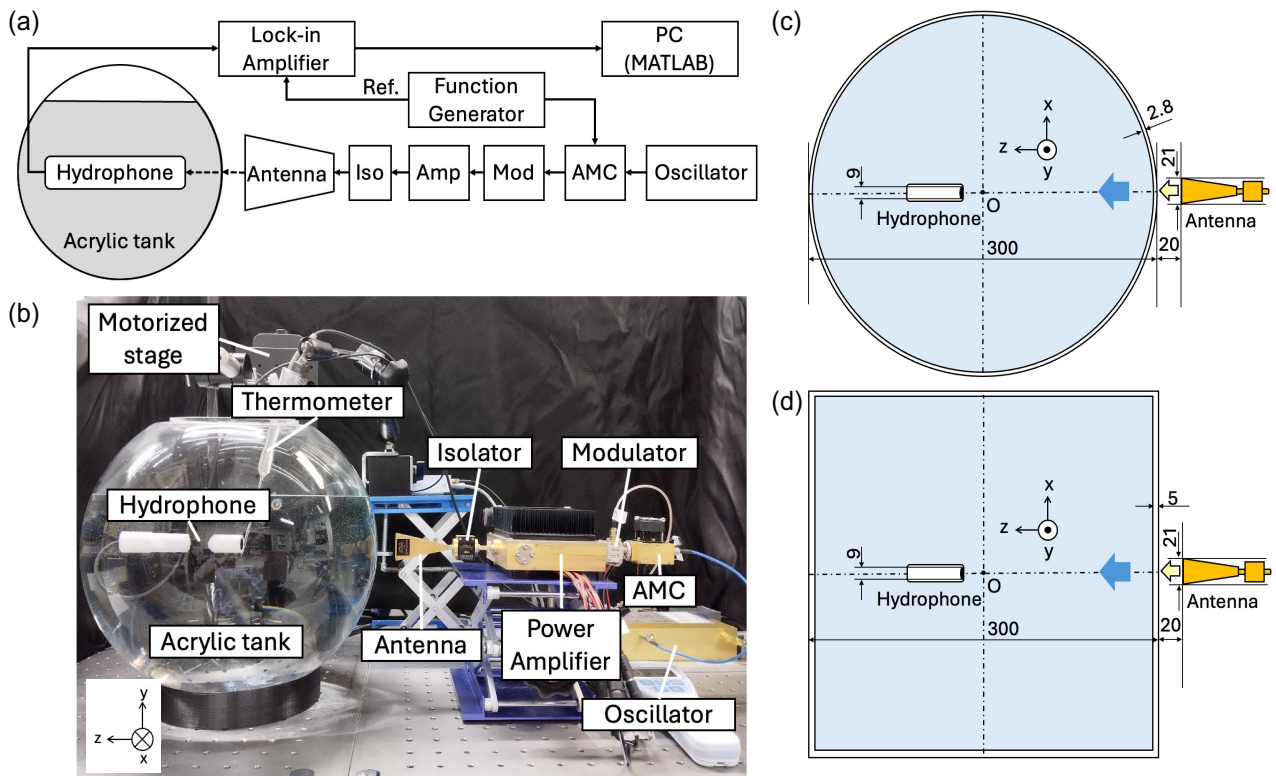 (a)
Lock-in
Amplifier
PC
(MATLAB)
Ref.
Function
Generator
Hydrophone
Antenna
Iso
Amp
Mod
AMC
Oscillator
Acrylic tank
(b)
Motorized
stage
Thermometer
Isolator
Modulator
Hydrophone
AMC
Acrylic tank
Antenna
Power
Amplifier
Oscillator
y
z
x
(c)
x
z
y
2.8
21
9
Hydrophone
O
Antenna
300
20
(d)
x
z
y
5
21
9
Hydrophone
O
Antenna
300
20